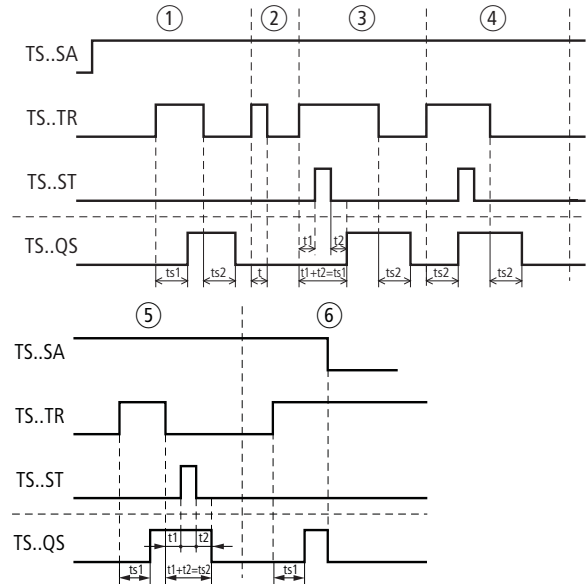 ① ② ③ ④
TS..SA
TS..TR
TS..ST
t1 t2
TS..QS
ts1 ts2 t t1+t2=ts1 ts2 ts2 ts2
⑤ ⑥
TS..SA
TS..TR
TS..ST
TS..QS
t1 t2
ts1 t1+t2=ts2 ts1